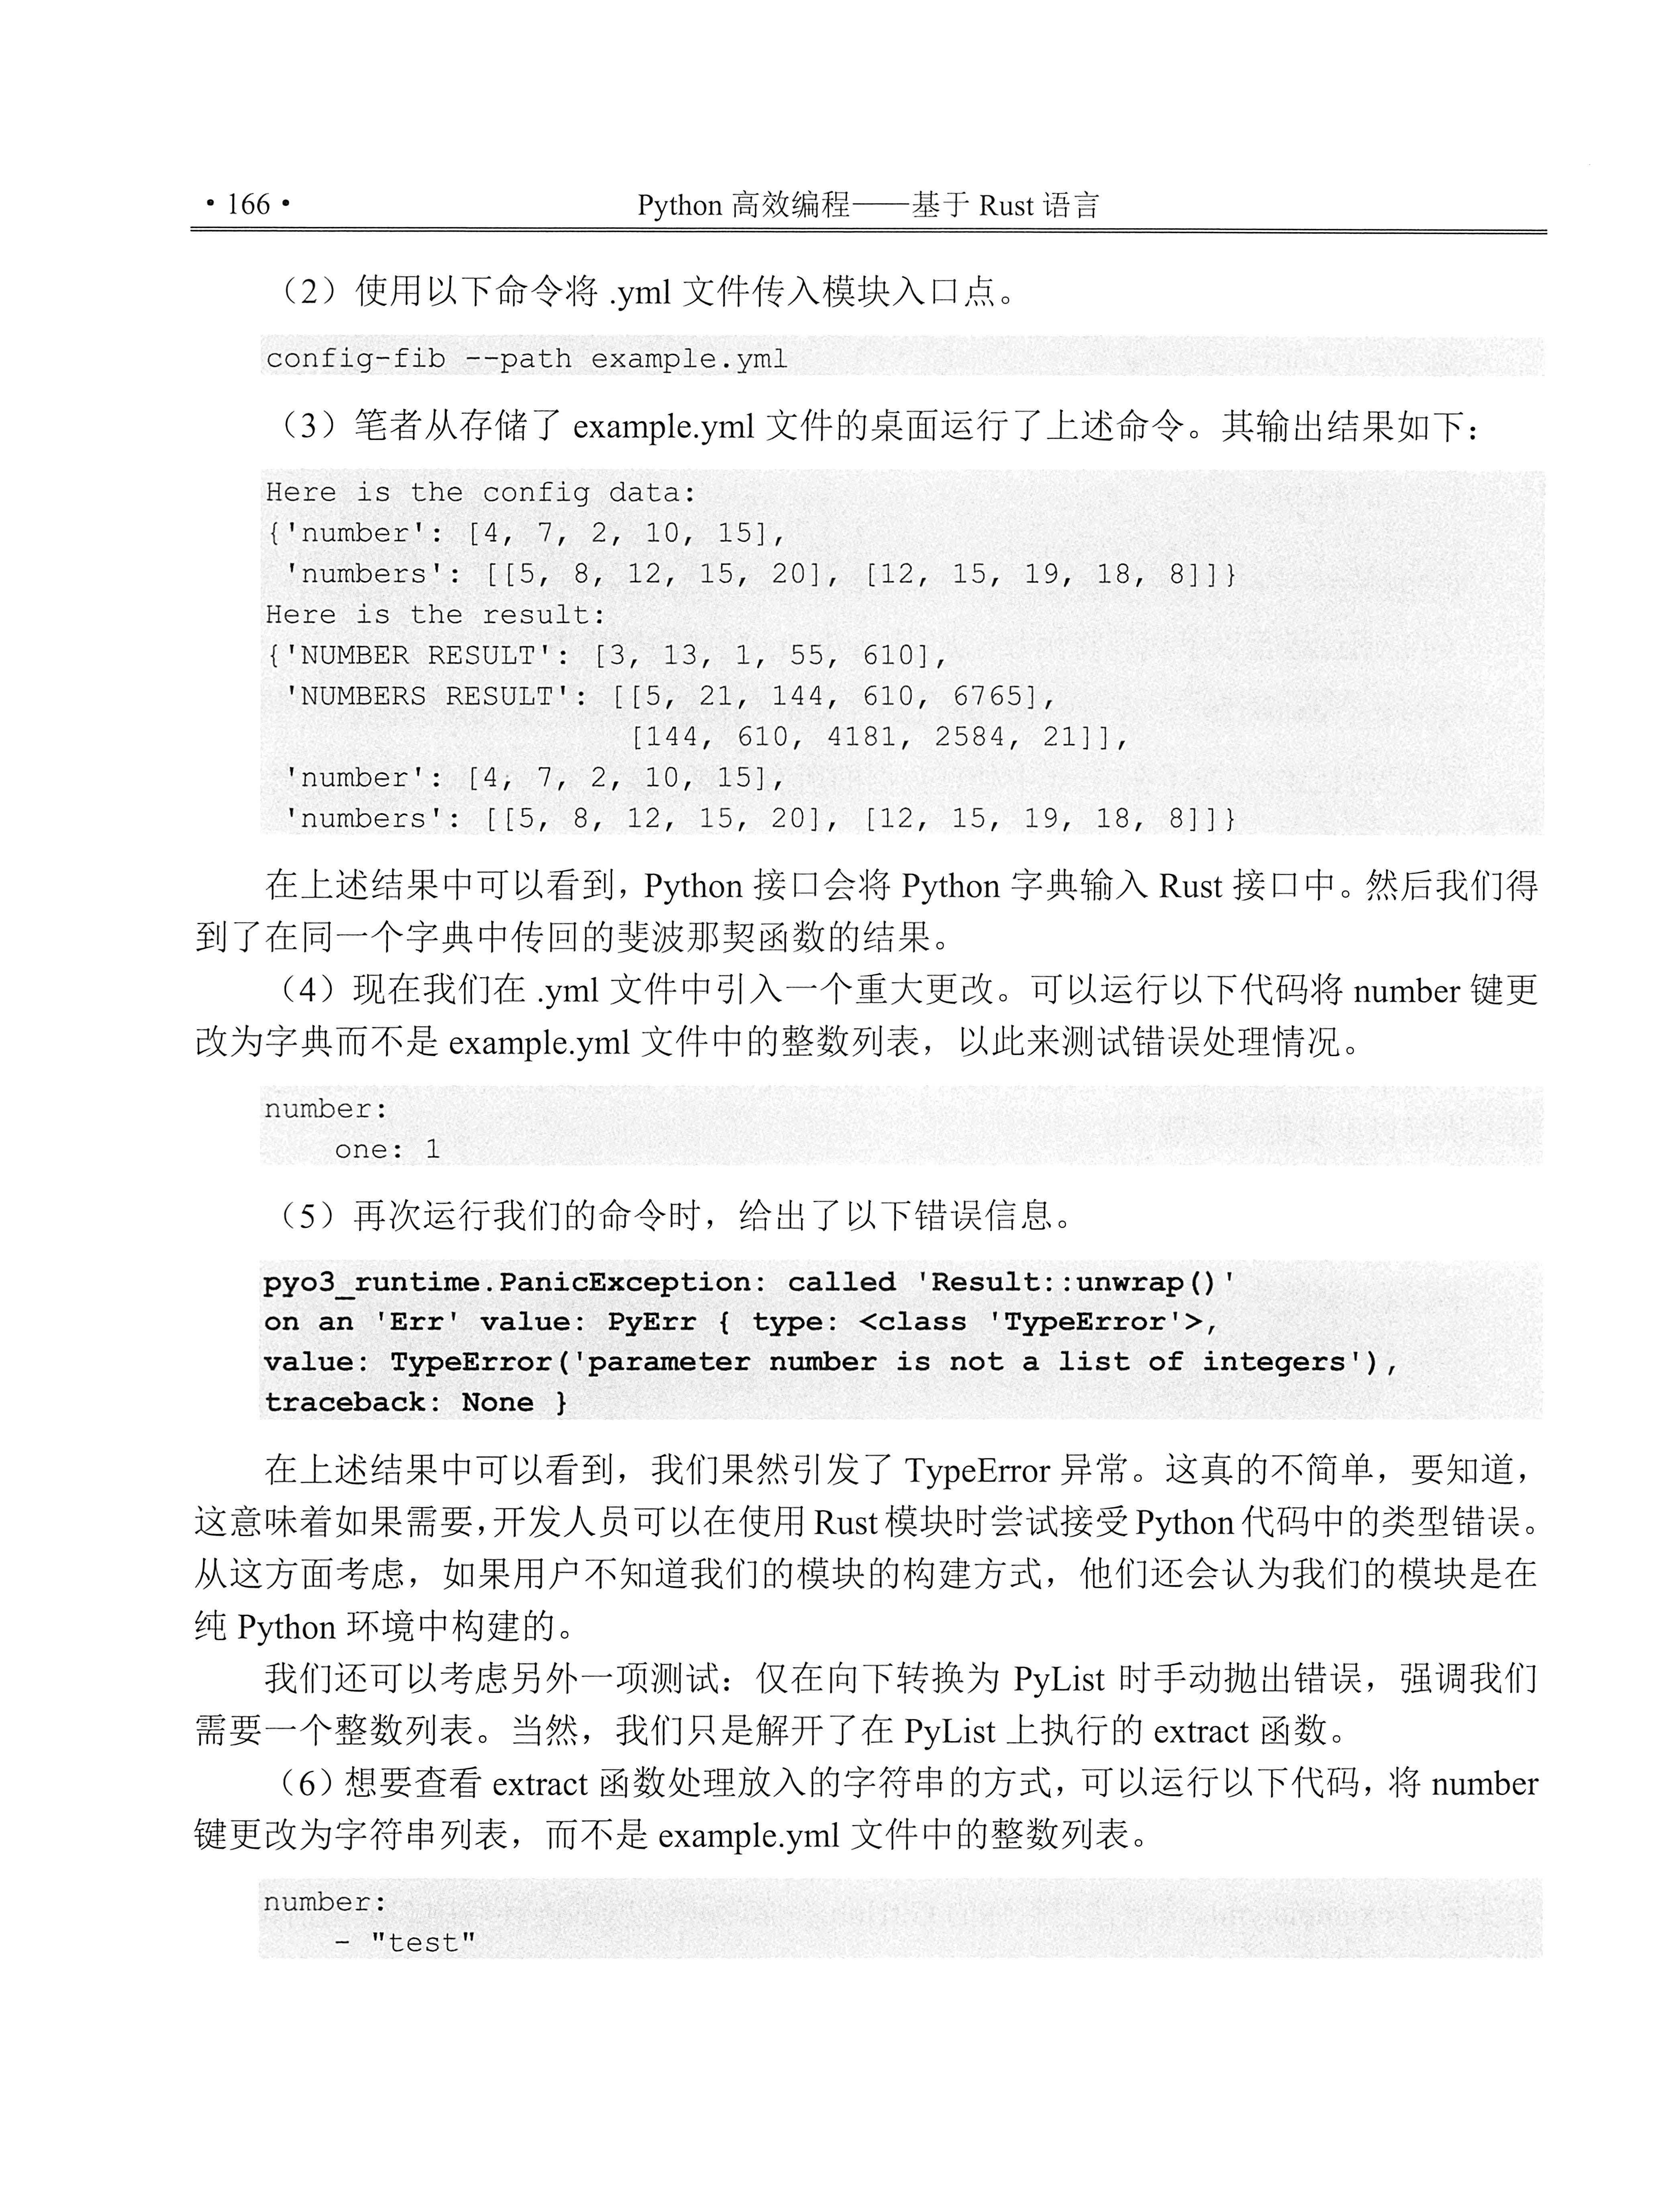 • 166 •
Python 高效编程——基于 Rust 语言
（2）使用以下命令将 .yml 文件传入模块入口点。
config-fib --path example.yml
（3）笔者从存储了 example.yml 文件的桌面运行了上述命令。其输出结果如下：
Here is the config data:
{'number': [4, 7, 2, 10, 15],
 'numbers': [[5, 8, 12, 15, 20], [12, 15, 19, 18, 8]]}
Here is the result:
{'NUMBER RESULT': [3, 13, 1, 55, 610],
 'NUMBERS RESULT': [[5, 21, 144, 610, 6765],
                    [144, 610, 4181, 2584, 21]],
 'number': [4, 7, 2, 10, 15],
 'numbers': [[5, 8, 12, 15, 20], [12, 15, 19, 18, 8]]}
在上述结果中可以看到，Python 接口会将 Python 字典输入 Rust 接口中。然后我们得
到了在同一个字典中传回的斐波那契函数的结果。
（4）现在我们在 .yml 文件中引入一个重大更改。可以运行以下代码将 number 键更
改为字典而不是 example.yml 文件中的整数列表，以此来测试错误处理情况。
number:
    one: 1
（5）再次运行我们的命令时，给出了以下错误信息。
pyo3_runtime.PanicException: called 'Result::unwrap()'
on an 'Err' value: PyErr { type: <class 'TypeError'>,
value: TypeError('parameter number is not a list of integers'),
traceback: None }
在上述结果中可以看到，我们果然引发了 TypeError 异常。这真的不简单，要知道，
这意味着如果需要，开发人员可以在使用 Rust 模块时尝试接受 Python 代码中的类型错误。
从这方面考虑，如果用户不知道我们的模块的构建方式，他们还会认为我们的模块是在
纯 Python 环境中构建的。
我们还可以考虑另外一项测试：仅在向下转换为 PyList 时手动抛出错误，强调我们
需要一个整数列表。当然，我们只是解开了在 PyList 上执行的 extract 函数。
（6）想要查看 extract 函数处理放入的字符串的方式，可以运行以下代码，将 number
键更改为字符串列表，而不是 example.yml 文件中的整数列表。
number:
    - "test"